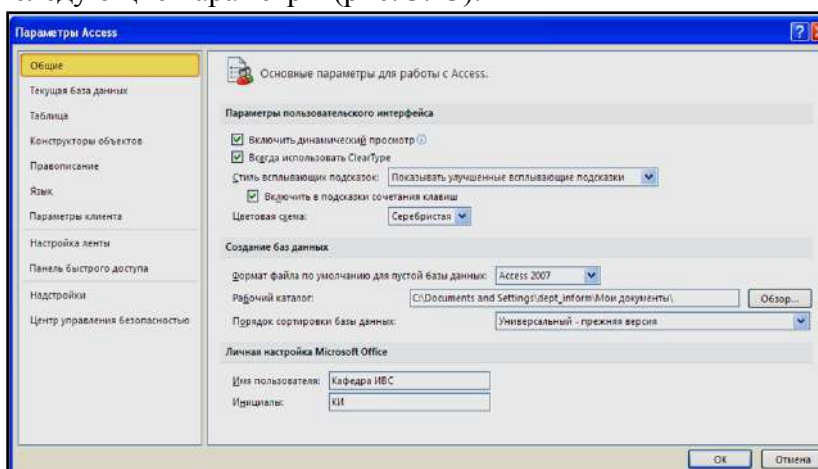 Параметры Access
Общие
Текущая база данных
Таблица
Конструкторы объектов
Правописание
Язык
Параметры клиента
Настройка ленты
Панель быстрого доступа
Надстройки
Центр управления безопасностью
Основные параметры для работы с Access.
Параметры пользовательского интерфейса
Включить динамический просмотр
Всегда использовать ClearType
Стиль всплывающих подсказок: Показывать улучшенные всплывающие подсказки
Включить в подсказки сочетания клавиш
Цветовая схема: Серебристая
Создание баз данных
Формат файла по умолчанию для пустой базы данных: Access 2007
Рабочий каталог: C:\Documents and Settings\dept_inform\Мои документы\ Обзор...
Порядок сортировки базы данных: Универсальный - прежняя версия
Личная настройка Microsoft Office
Имя пользователя: Кафедра ИВС
Инициалы: КИ
ОК Отмена